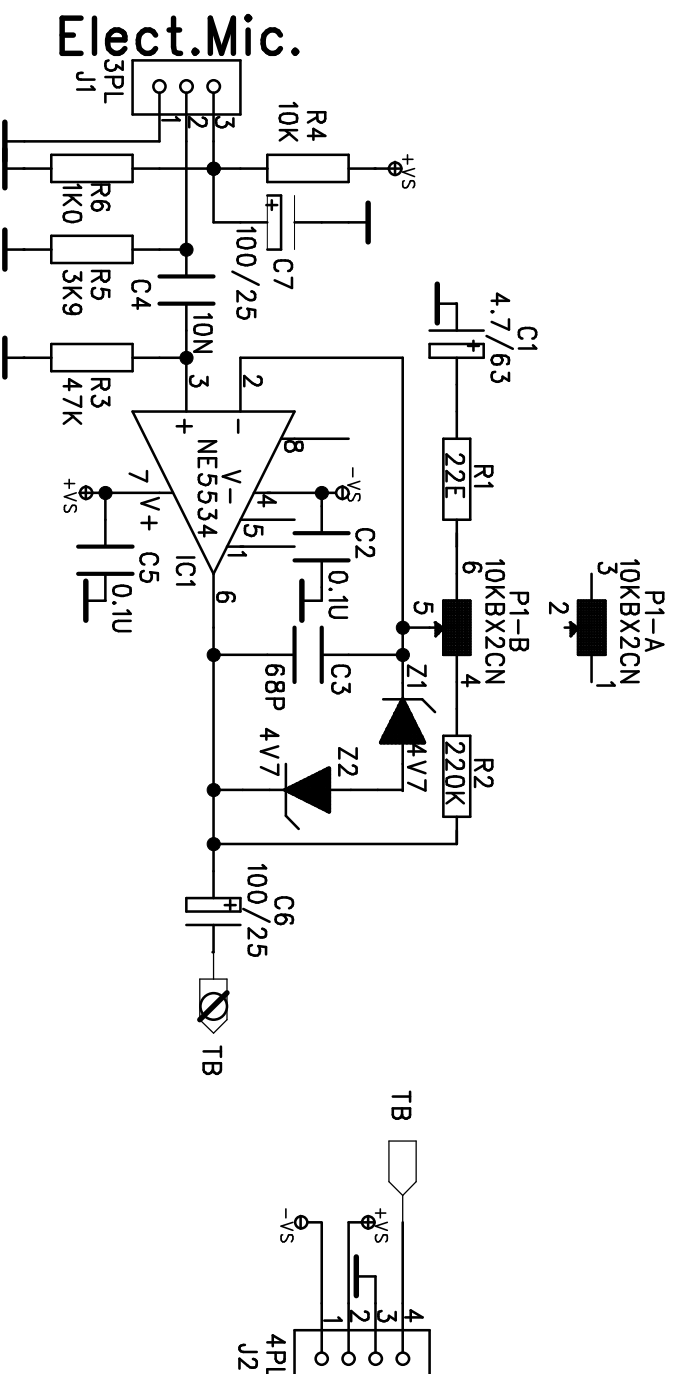 Elect.Mic.
3PL
J1
1
2
3
R4
10K
+VS
R6
1K0
R5
3K9
C4
10N
C7
100/25
+
R3
47K
C1
4.7/63
+
R1
22E
3
2
+
-
8
V-
NE5534
4
5
1
7
V+
IC1
6
-VS
+VS
C2
0.1U
C5
0.1U
6
P1-B
10KBX2CN
5
4
P1-A
10KBX2CN
3
2
1
C3
68P
Z1
4V7
Z2
4V7
R2
220K
C6
100/25
+
TB
TB
-VS
+VS
1
2
3
4
4PL
J2